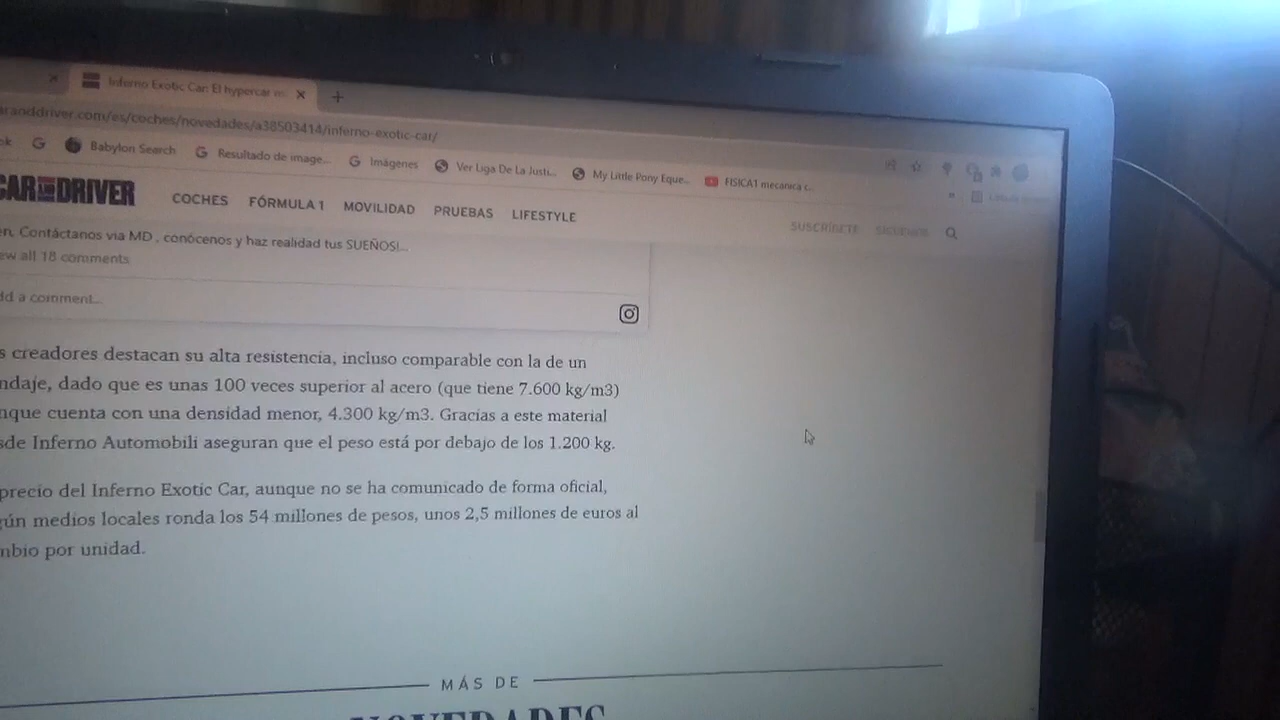 Inferno Exotic Car: El hypercar m
aranddriver.com/es/coches/novedades/a38503414/inferno-exotic-car/
ok
Babylon Search
Resultado de image...
Imágenes
Ver Liga De La Justi...
My Little Pony Eque...
FISICA1 mecánica c...
CAR AND DRIVER
COCHES
FÓRMULA 1
MOVILIDAD
PRUEBAS
LIFESTYLE
SUSCRÍBETE
SÍGUENOS
en. Contáctanos via MD , conócenos y haz realidad tus SUEÑOS!...
ew all 18 comments
dd a comment...
s creadores destacan su alta resistencia, incluso comparable con la de un
ndaje, dado que es unas 100 veces superior al acero (que tiene 7.600 kg/m3)
nque cuenta con una densidad menor, 4.300 kg/m3. Gracias a este material
sde Inferno Automobili aseguran que el peso está por debajo de los 1.200 kg.
precio del Inferno Exotic Car, aunque no se ha comunicado de forma oficial,
gún medios locales ronda los 54 millones de pesos, unos 2,5 millones de euros al
mbio por unidad.
MÁS DE
NOVEDADES